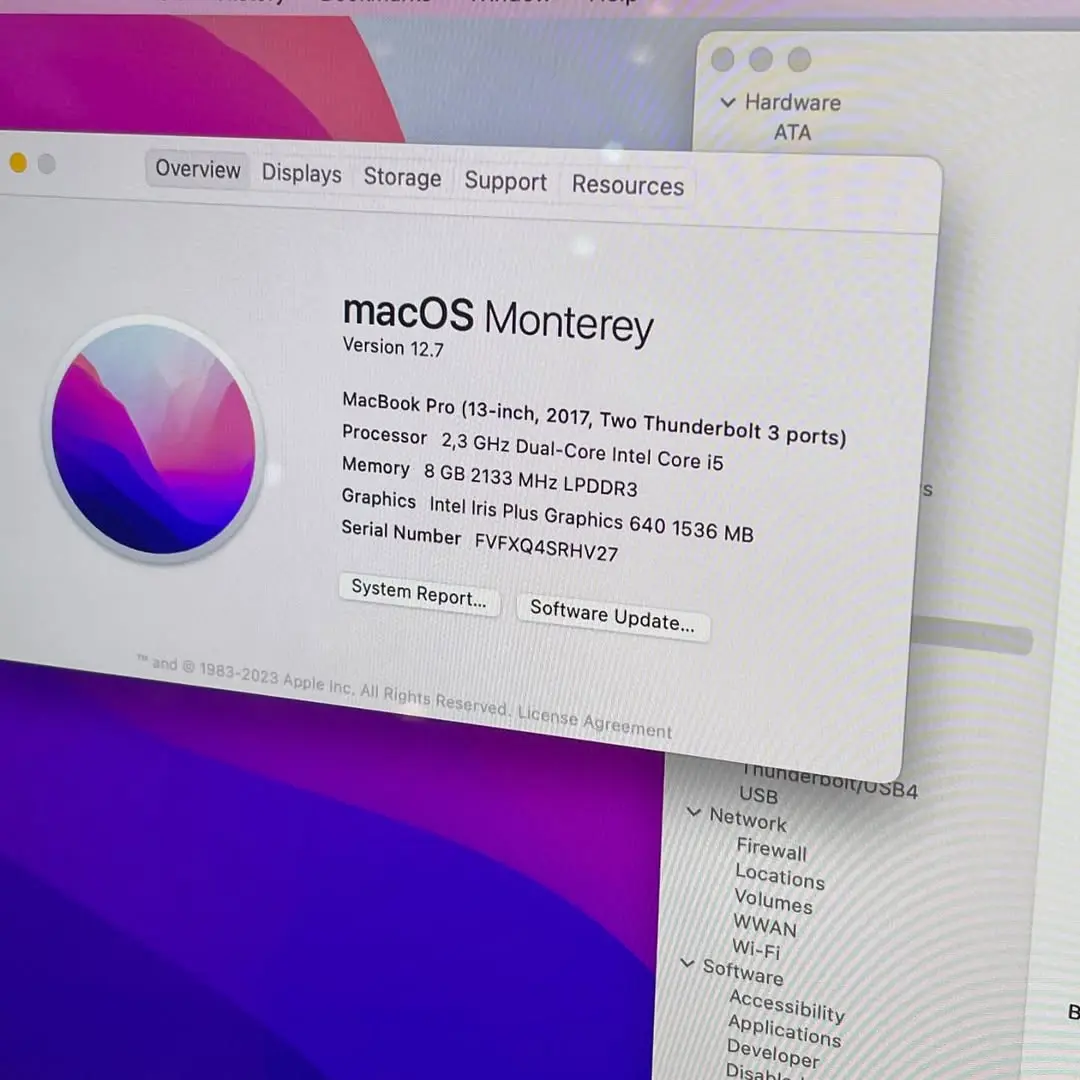 Bookmarks Window Help
Hardware
ATA
Overview Displays Storage Support Resources
macOS Monterey
Version 12.7
MacBook Pro (13-inch, 2017, Two Thunderbolt 3 ports)
Processor 2,3 GHz Dual-Core Intel Core i5
Memory 8 GB 2133 MHz LPDDR3
Graphics Intel Iris Plus Graphics 640 1536 MB
Serial Number FVFXQ4SRHV27
System Report... Software Update...
™ and © 1983-2023 Apple Inc. All Rights Reserved. License Agreement
Thunderbolt/USB4
USB
Network
Firewall
Locations
Volumes
WWAN
Wi-Fi
Software
Accessibility
Applications
Developer